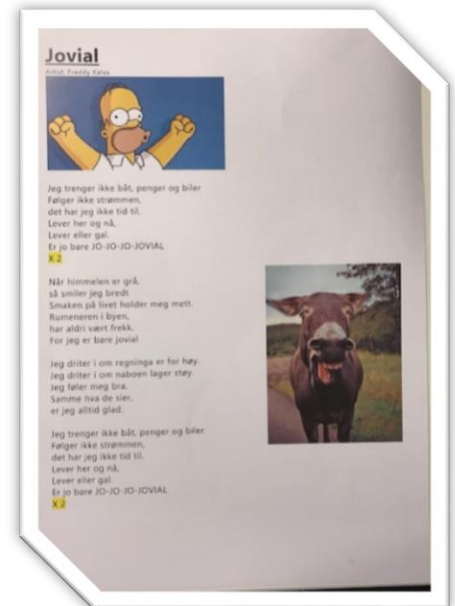 Jovial
Artist: Freddy Kalas
Jeg trenger ikke båt, penger og biler
Følger ikke strømmen,
det har jeg ikke tid til.
Lever her og nå,
Lever eller gal.
Er jo bare JO-JO-JO-JOVIAL
X 2
Når himmelen er grå,
så smiler jeg bredt
Smaken på livet holder meg mett.
Rumeneren i byen,
har aldri vært frekk.
For jeg er bare jovial
Jeg driter i om regninga er for høy.
Jeg driter i om naboen lager støy.
Jeg føler meg bra.
Samme hva de sier,
er jeg alltid glad.
Jeg trenger ikke båt, penger og biler
Følger ikke strømmen,
det har jeg ikke tid til.
Lever her og nå,
Lever eller gal.
Er jo bare JO-JO-JO-JOVIAL
X 2